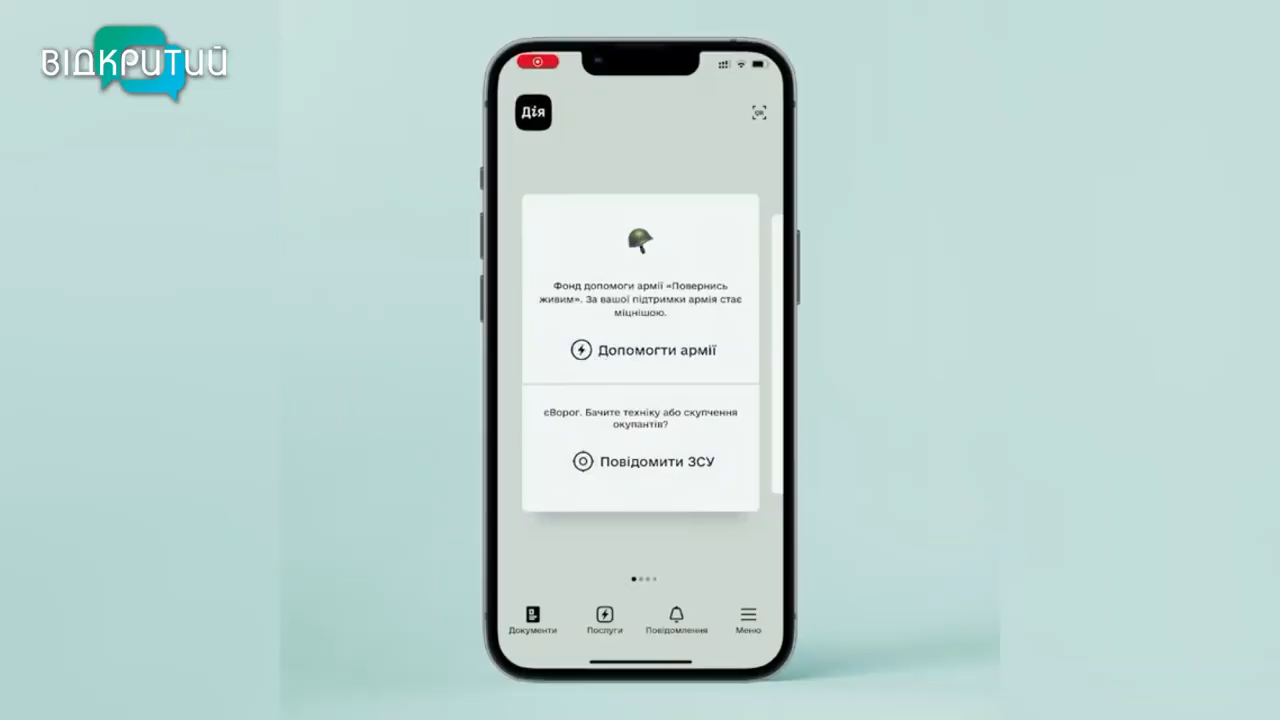 ВІДКРИТИЙ
Дія
Фонд допомоги армії «Повернись
живим». За вашої підтримки армія стає
міцнішою.
Допомогти армії
єВорог. Бачите техніку або скупчення
окупантів?
Повідомити ЗСУ
Документи
Послуги
Повідомлення
Меню